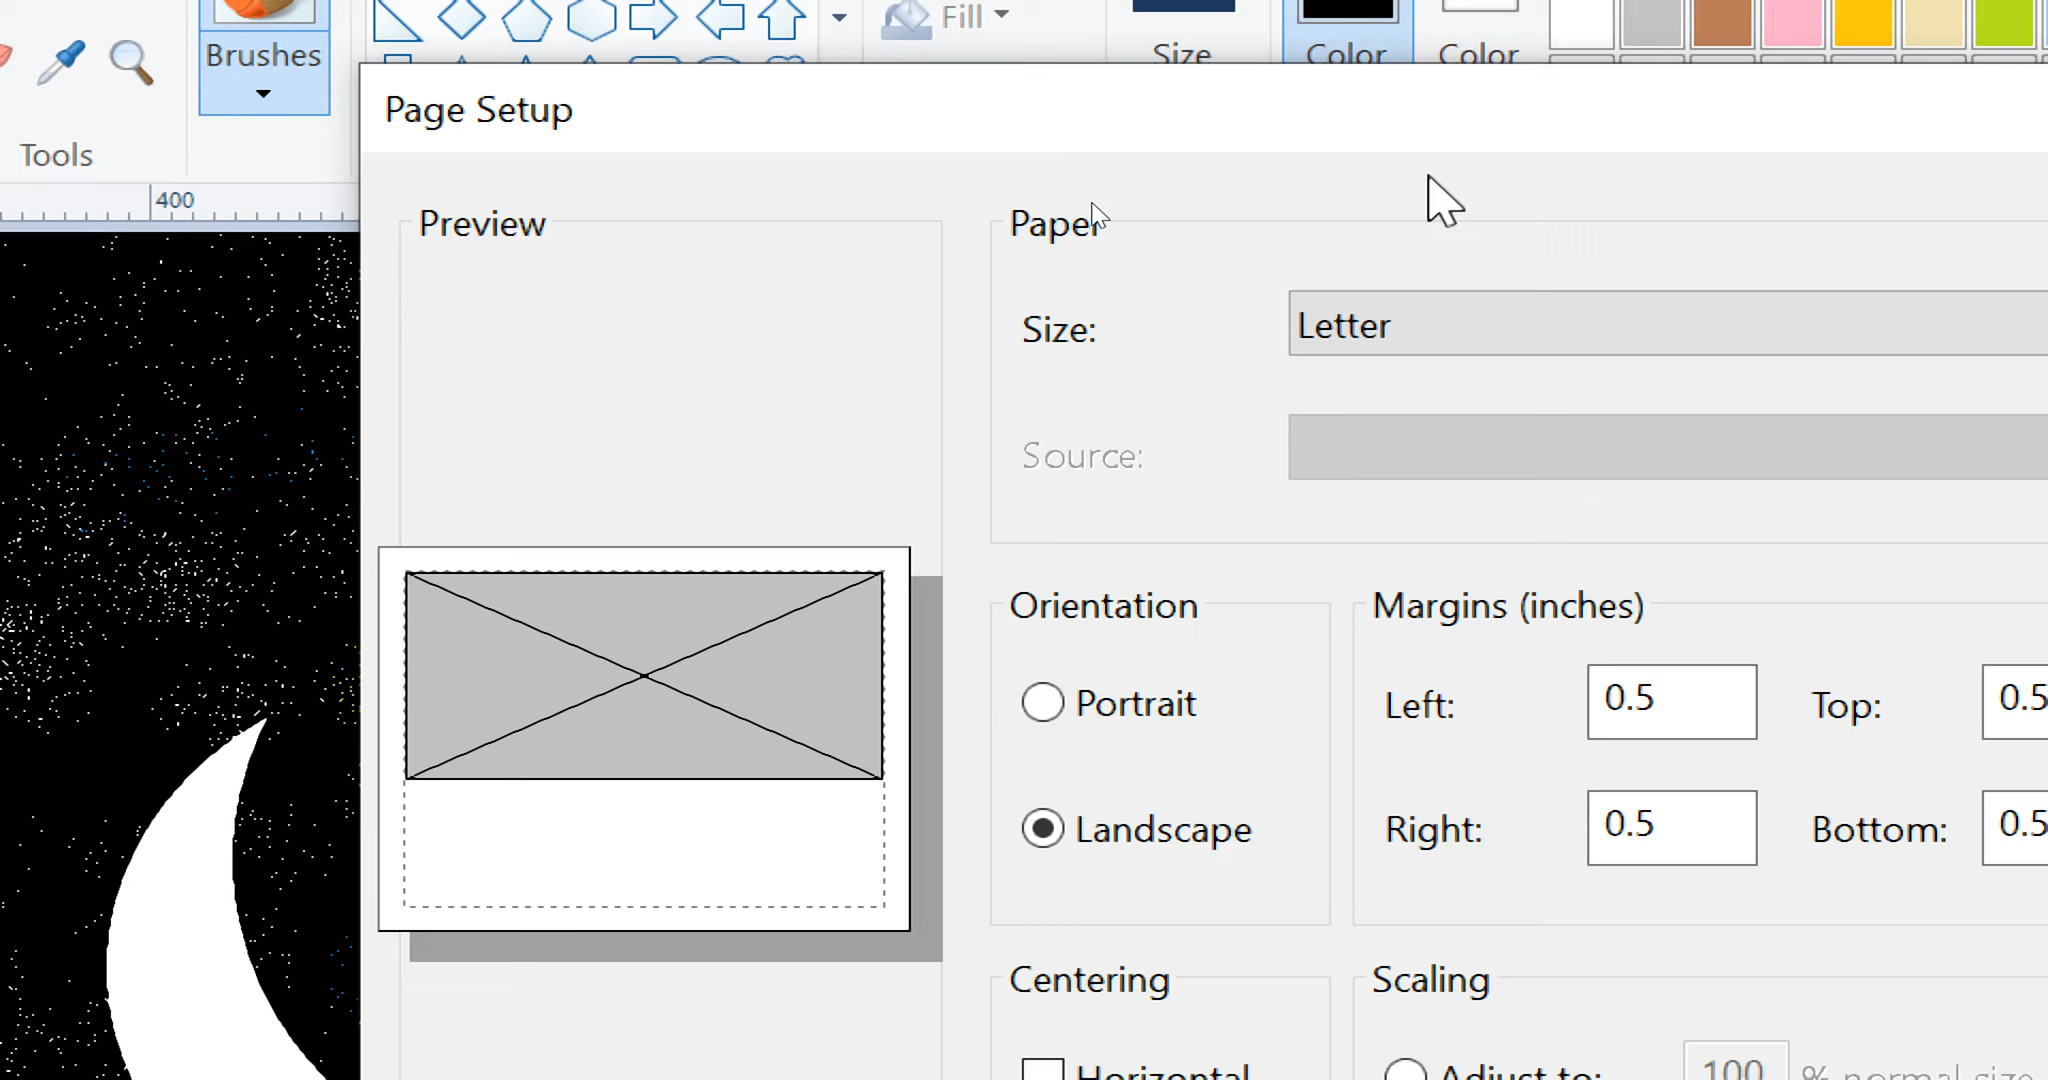 Fill
Brushes
Size
Color
Color
Tools
Page Setup
400
Preview
Paper
Size:
Letter
Source:
Orientation
Margins (inches)
Portrait
Left:
0.5
Top:
0.5
Landscape
Right:
0.5
Bottom:
0.5
Centering
Scaling
Horizontal
Adjust to:
100
% normal size